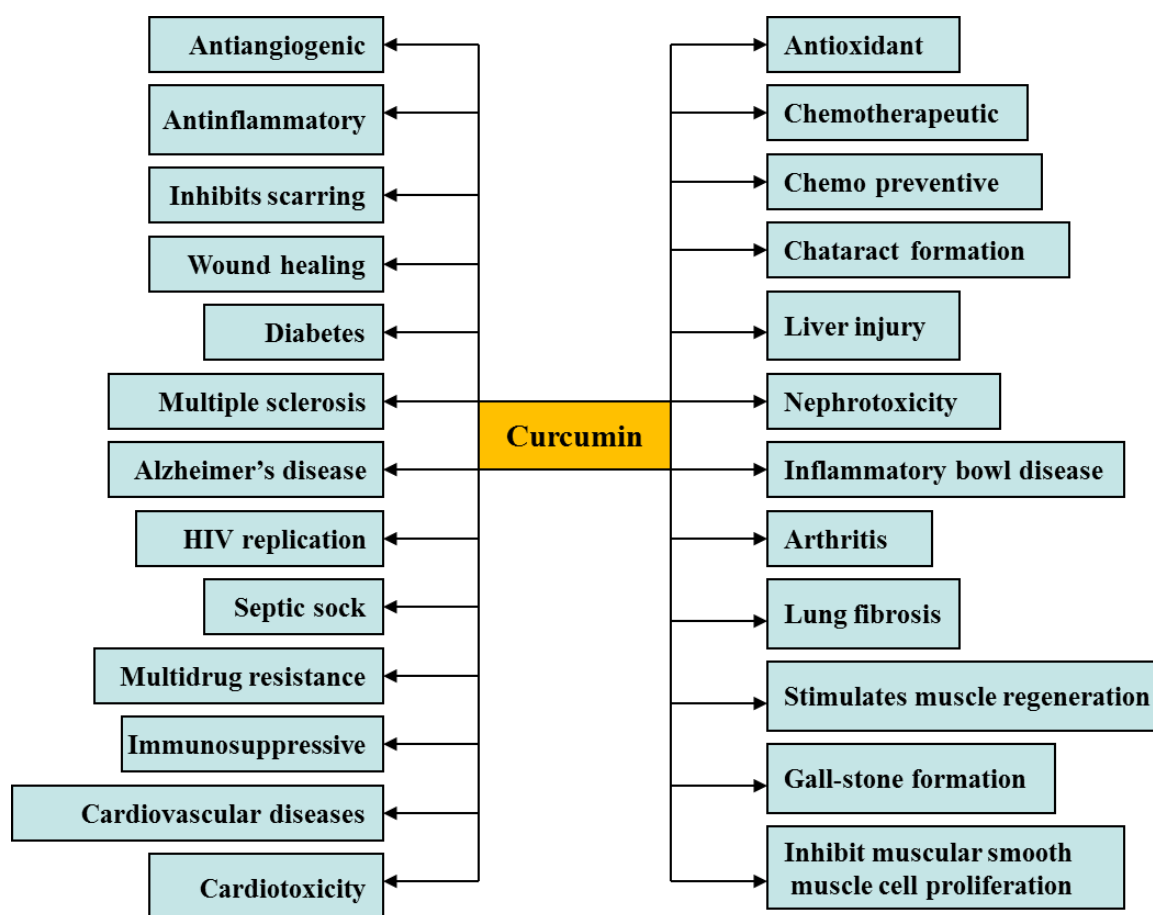 Antiangiogenic
Antinflammatory
Inhibits scarring
Wound healing
Diabetes
Multiple sclerosis
Alzheimer’s disease
HIV replication
Septic sock
Multidrug resistance
Immunosuppressive
Cardiovascular diseases
Cardiotoxicity
Curcumin
Antioxidant
Chemotherapeutic
Chemo preventive
Chataract formation
Liver injury
Nephrotoxicity
Inflammatory bowl disease
Arthritis
Lung fibrosis
Stimulates muscle regeneration
Gall-stone formation
Inhibit muscular smooth
muscle cell proliferation